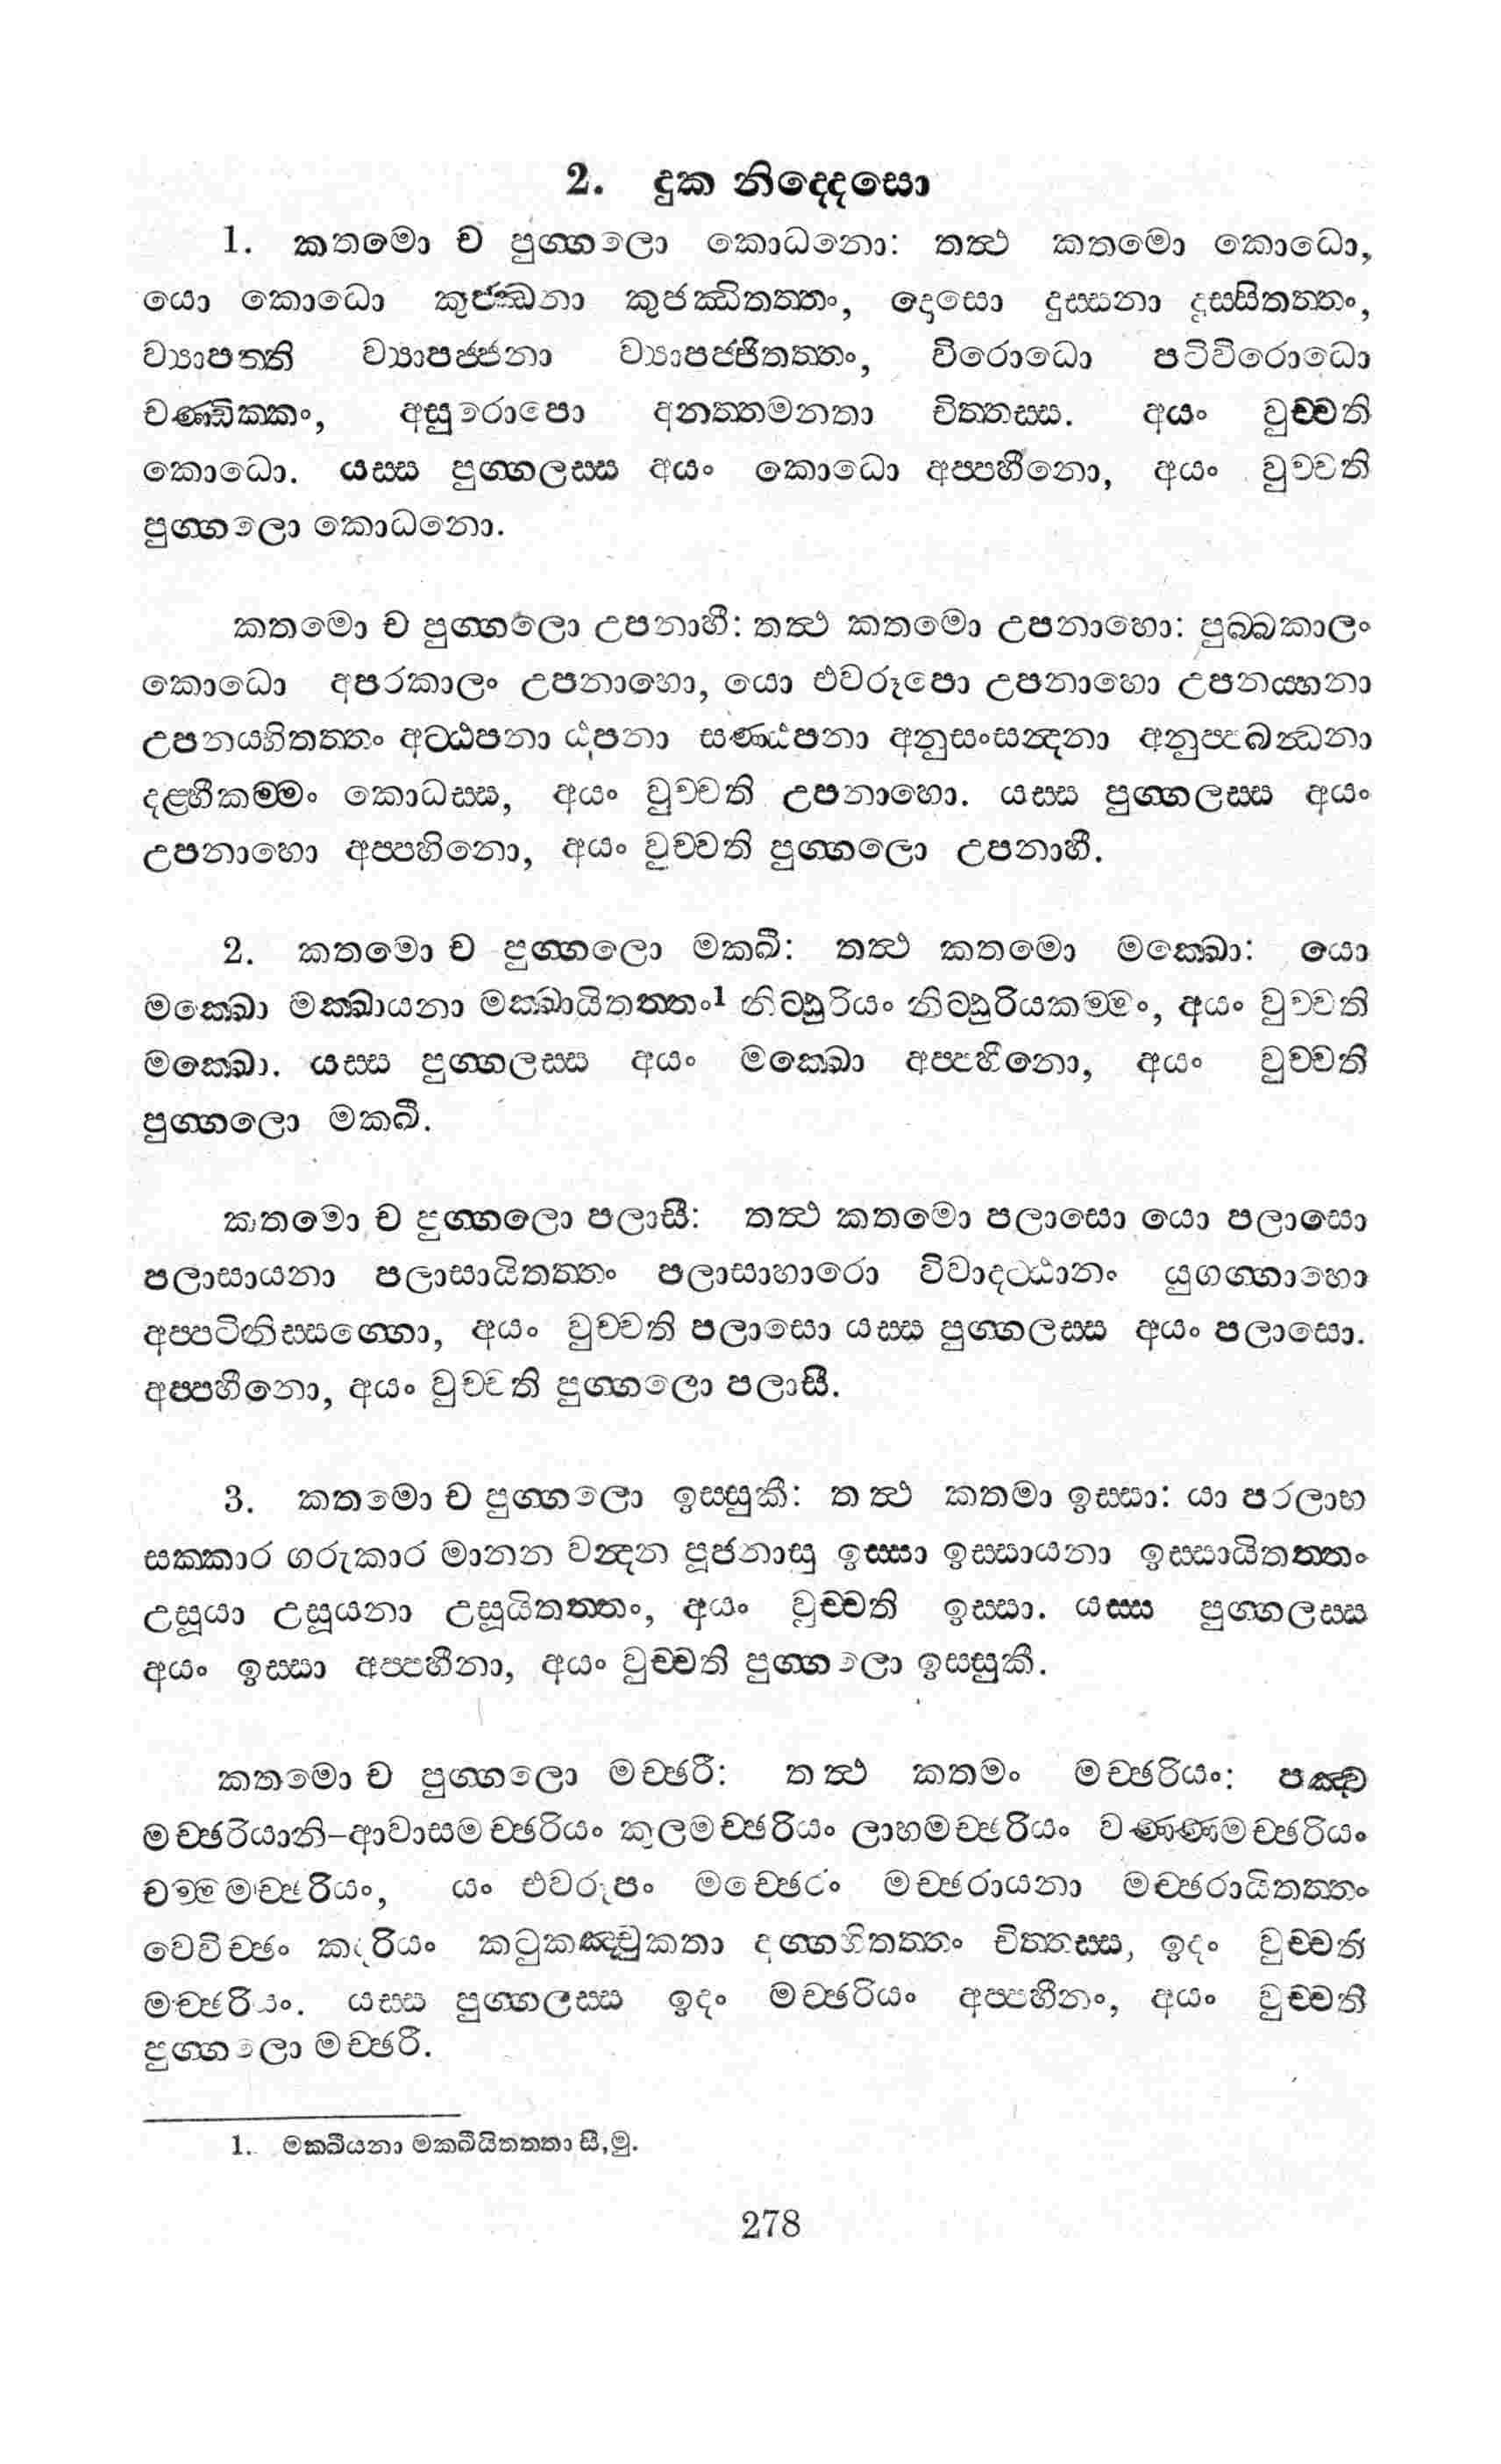 2. දුක නිද්දෙසො
1. කතමො ච පුග්ගලො කොධනො: තත්ථ කතමො කොධො,
යො කොධො කුජ්ඣනා කුජ්ඣිතත්තං, දොසො දුස්සනා දුස්සිතත්තං,
ව්‍යාපත්ති ව්‍යාපජ්ජනා ව්‍යාපජ්ජිතත්තං, විරොධො පටිවිරොධො
චණ්ඩික්කං, අසුරොපො අනත්තමනතා චිත්තස්ස. අයං වුච්චති
කොධො. යස්ස පුග්ගලස්ස අයං කොධො අප්පහීනො, අයං වුච්චති
පුග්ගලො කොධනො.
කතමො ච පුග්ගලො උපනාහී: තත්ථ කතමො උපනාහො: පුබ්බකාලං
කොධො අපරකාලං උපනාහො, යො එවරූපො උපනාහො උපනය්හනා
උපනය්හිතත්තං අට්ඨපනා ඨපනා සණ්ඨපනා අනුසංසන්දනා අනුප්පබන්ධනා
දළ්හීකම්මං කොධස්ස, අයං වුච්චති උපනාහො. යස්ස පුග්ගලස්ස අයං
උපනාහො අප්පහිනො, අයං වුච්චති පුග්ගලො උපනාහී.
2. කතමො ච පුග්ගලො මක්ඛී: තත්ථ කතමො මක්ඛො: යො
මක්ඛො මක්ඛායනා මක්ඛායිතත්තං1 නිට්ඨුරියං නිට්ඨුරියකම්මං, අයං වුච්චති
මක්ඛො. යස්ස පුග්ගලස්ස අයං මක්ඛො අප්පහීනො, අයං වුච්චති
පුග්ගලො මක්ඛී.
කතමො ච පුග්ගලො පලාසී: තත්ථ කතමො පලාසො යො පලාසො
පලාසායනා පලාසායිතත්තං පලාසාහාරො විවාදට්ඨානං යුගග්ගාහො
අප්පටිනිස්සග්ගො, අයං වුච්චති පලාසො යස්ස පුග්ගලස්ස අයං පලාසො.
අප්පහීනො, අයං වුච්චති පුග්ගලො පලාසී.
3. කතමො ච පුග්ගලො ඉස්සුකී: තත්ථ කතමා ඉස්සා: යා පරලාභ
සක්කාර ගරුකාර මානන වන්දන පූජනාසු ඉස්සා ඉස්සායනා ඉස්සායිතත්තං
උසූයා උසූයනා උසූයිතත්තං, අයං වුච්චති ඉස්සා. යස්ස පුග්ගලස්ස
අයං ඉස්සා අප්පහීනා, අයං වුච්චති පුග්ගලො ඉස්සුකී.
කතමො ච පුග්ගලො මච්ඡරී: තත්ථ කතමං මච්ඡරියං: පඤ්ච
මච්ඡරියානි–ආවාසමච්ඡරියං කුලමච්ඡරියං ලාභමච්ඡරියං වණ්ණමච්ඡරියං
ධම්මමච්ඡරියං, යං එවරූපං මච්ඡෙරං මච්ඡරායනා මච්ඡරායිතත්තං
වෙවිච්ඡං කදරියං කටුකඤ්චුකතා අග්ගහිතත්තං චිත්තස්ස, ඉදං වුච්චති
මච්ඡරියං. යස්ස පුග්ගලස්ස ඉදං මච්ඡරියං අප්පහීනං, අයං වුච්චති
පුග්ගලො මච්ඡරී.
1. මක්ඛීයනා මක්ඛීයිතත්තා සී,මු.
278